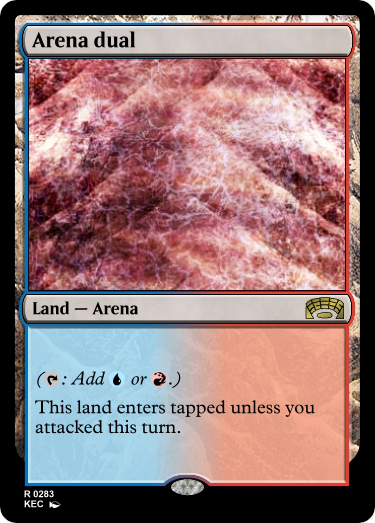 Arena dual
Land — Arena
(: Add or .)
This land enters tapped unless you
attacked this turn.
R 0283
KEC